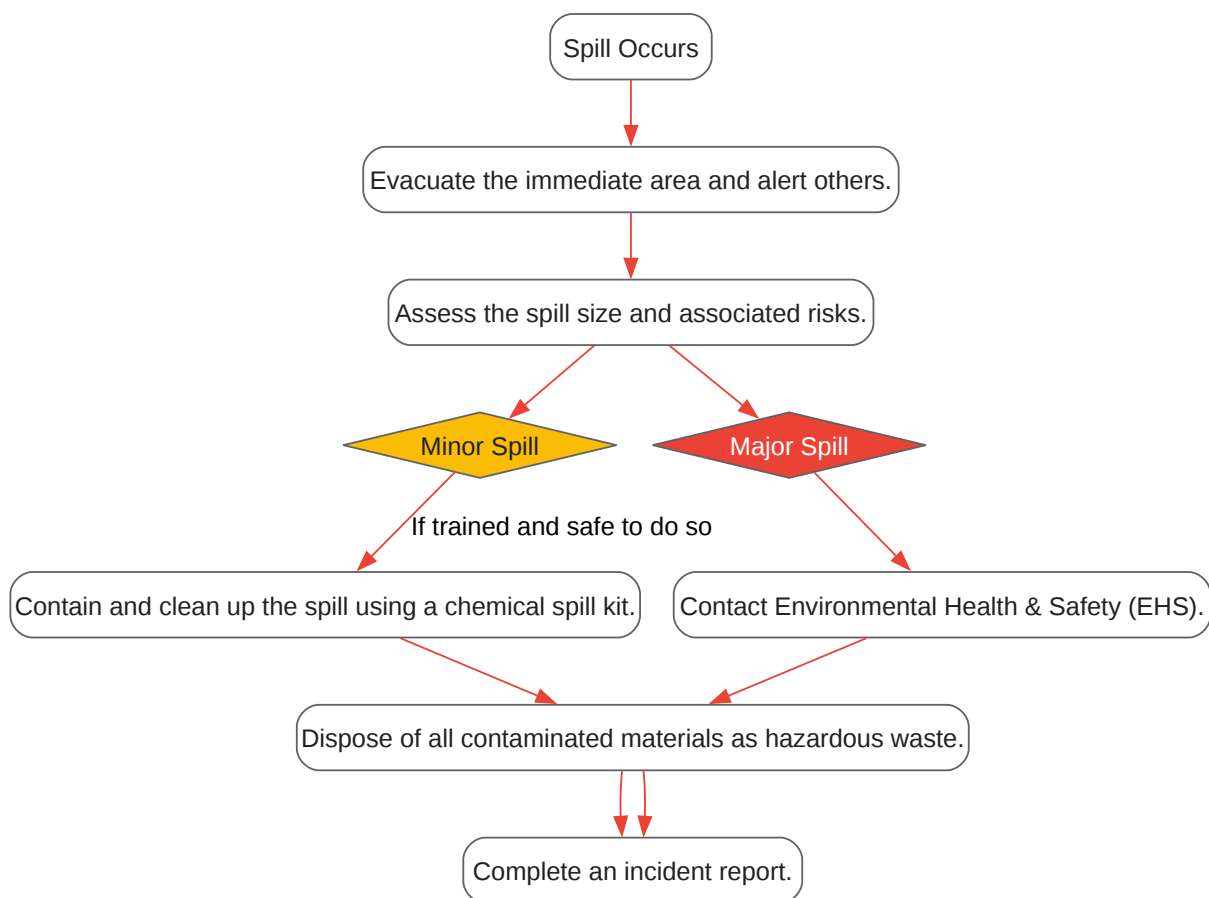 Spill Occurs
Evacuate the immediate area and alert others.
Assess the spill size and associated risks.
Minor Spill
Major Spill
If trained and safe to do so
Contain and clean up the spill using a chemical spill kit.
Contact Environmental Health & Safety (EHS).
Dispose of all contaminated materials as hazardous waste.
Complete an incident report.